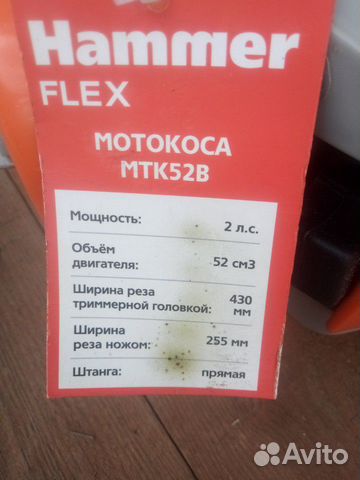 Hammer
FLEX
МОТОКОСА
МТК52В
Мощность: 2 л.с.
Объём
двигателя: 52 см3
Ширина реза 430
триммерной головкой: мм
Ширина
реза ножом: 255 мм
Штанга: прямая
Avito